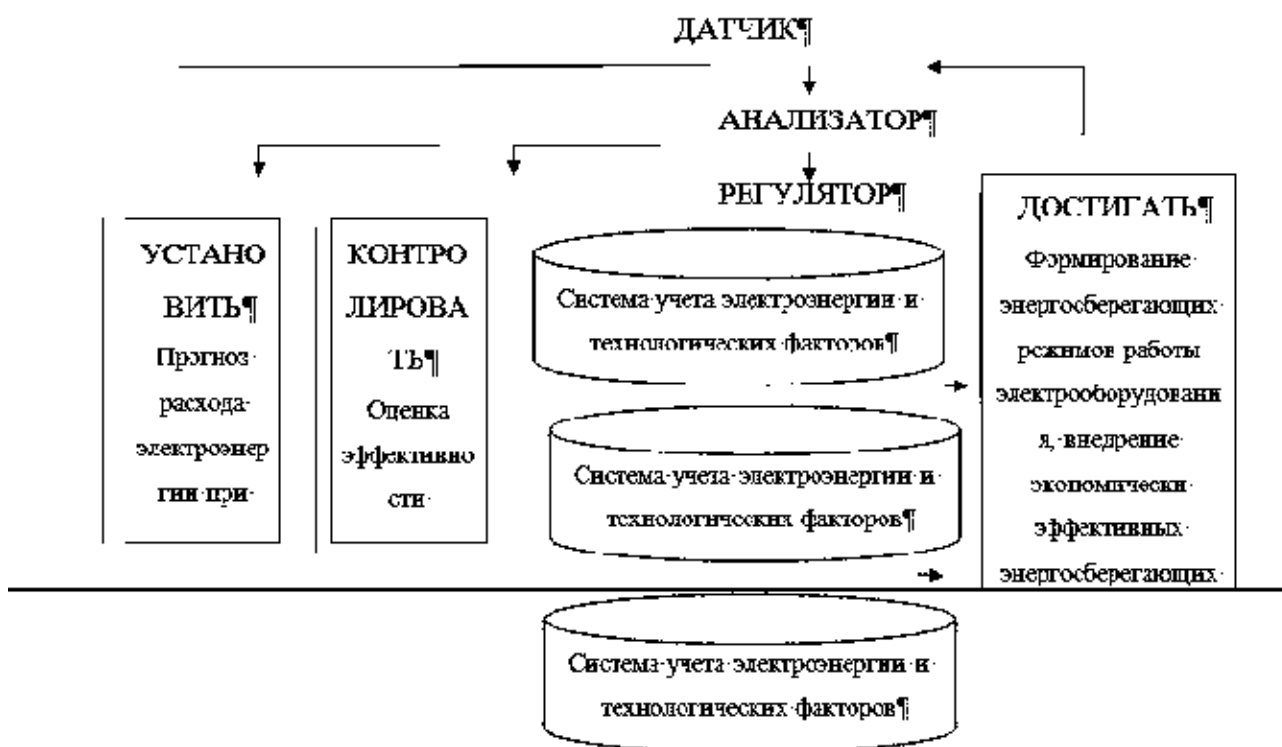 ДАТЧИК¶
АНАЛИЗАТОР¶
РЕГУЛЯТОР¶
УСТАНО
ВИТЬ¶
Прогноз·
расхода·
электроэнер
гии·при·
КОНТРО
ЛИРОВА
ТЬ¶
Оценка
эффективно
сти·
Система·учета·электроэнергии·и·
технологических·факторов¶
Система·учета·электроэнергии·и·
технологических·факторов¶
Система·учета·электроэнергии·и·
технологических·факторов¶
ДОСТИГАТЬ¶
Формирование·
энергосберегающих·
режимов·работы
электрооборудовани
я,·внедрение·
экономически·
эффективных·
энергосберегающих·